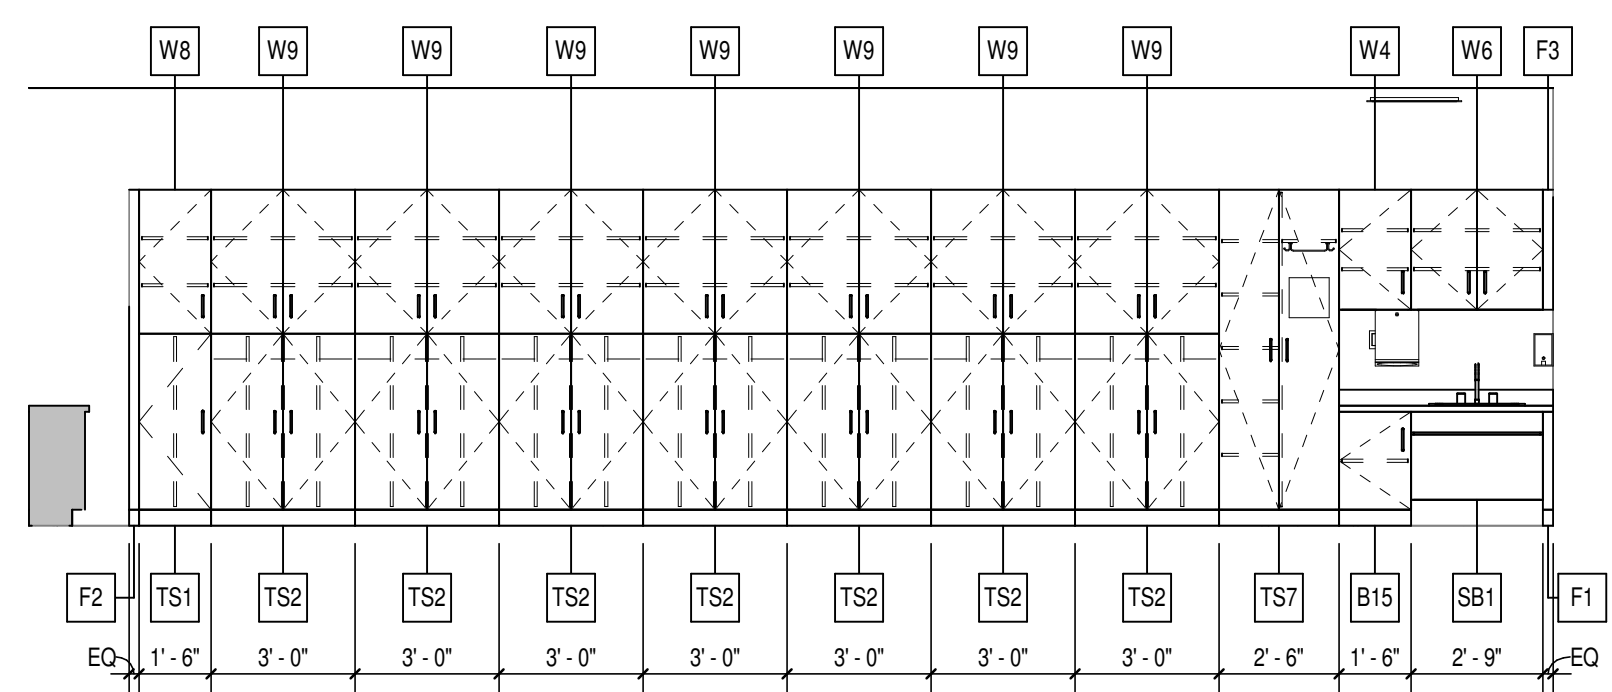 W8 W9 W9 W9 W9 W9 W9 W9 W4 W6 F3
F2 TS1 TS2 TS2 TS2 TS2 TS2 TS2 TS2 TS7 B15 SB1 F1
EQ 1' - 6" 3' - 0" 3' - 0" 3' - 0" 3' - 0" 3' - 0" 3' - 0" 3' - 0" 2' - 6" 1' - 6" 2' - 9" EQ